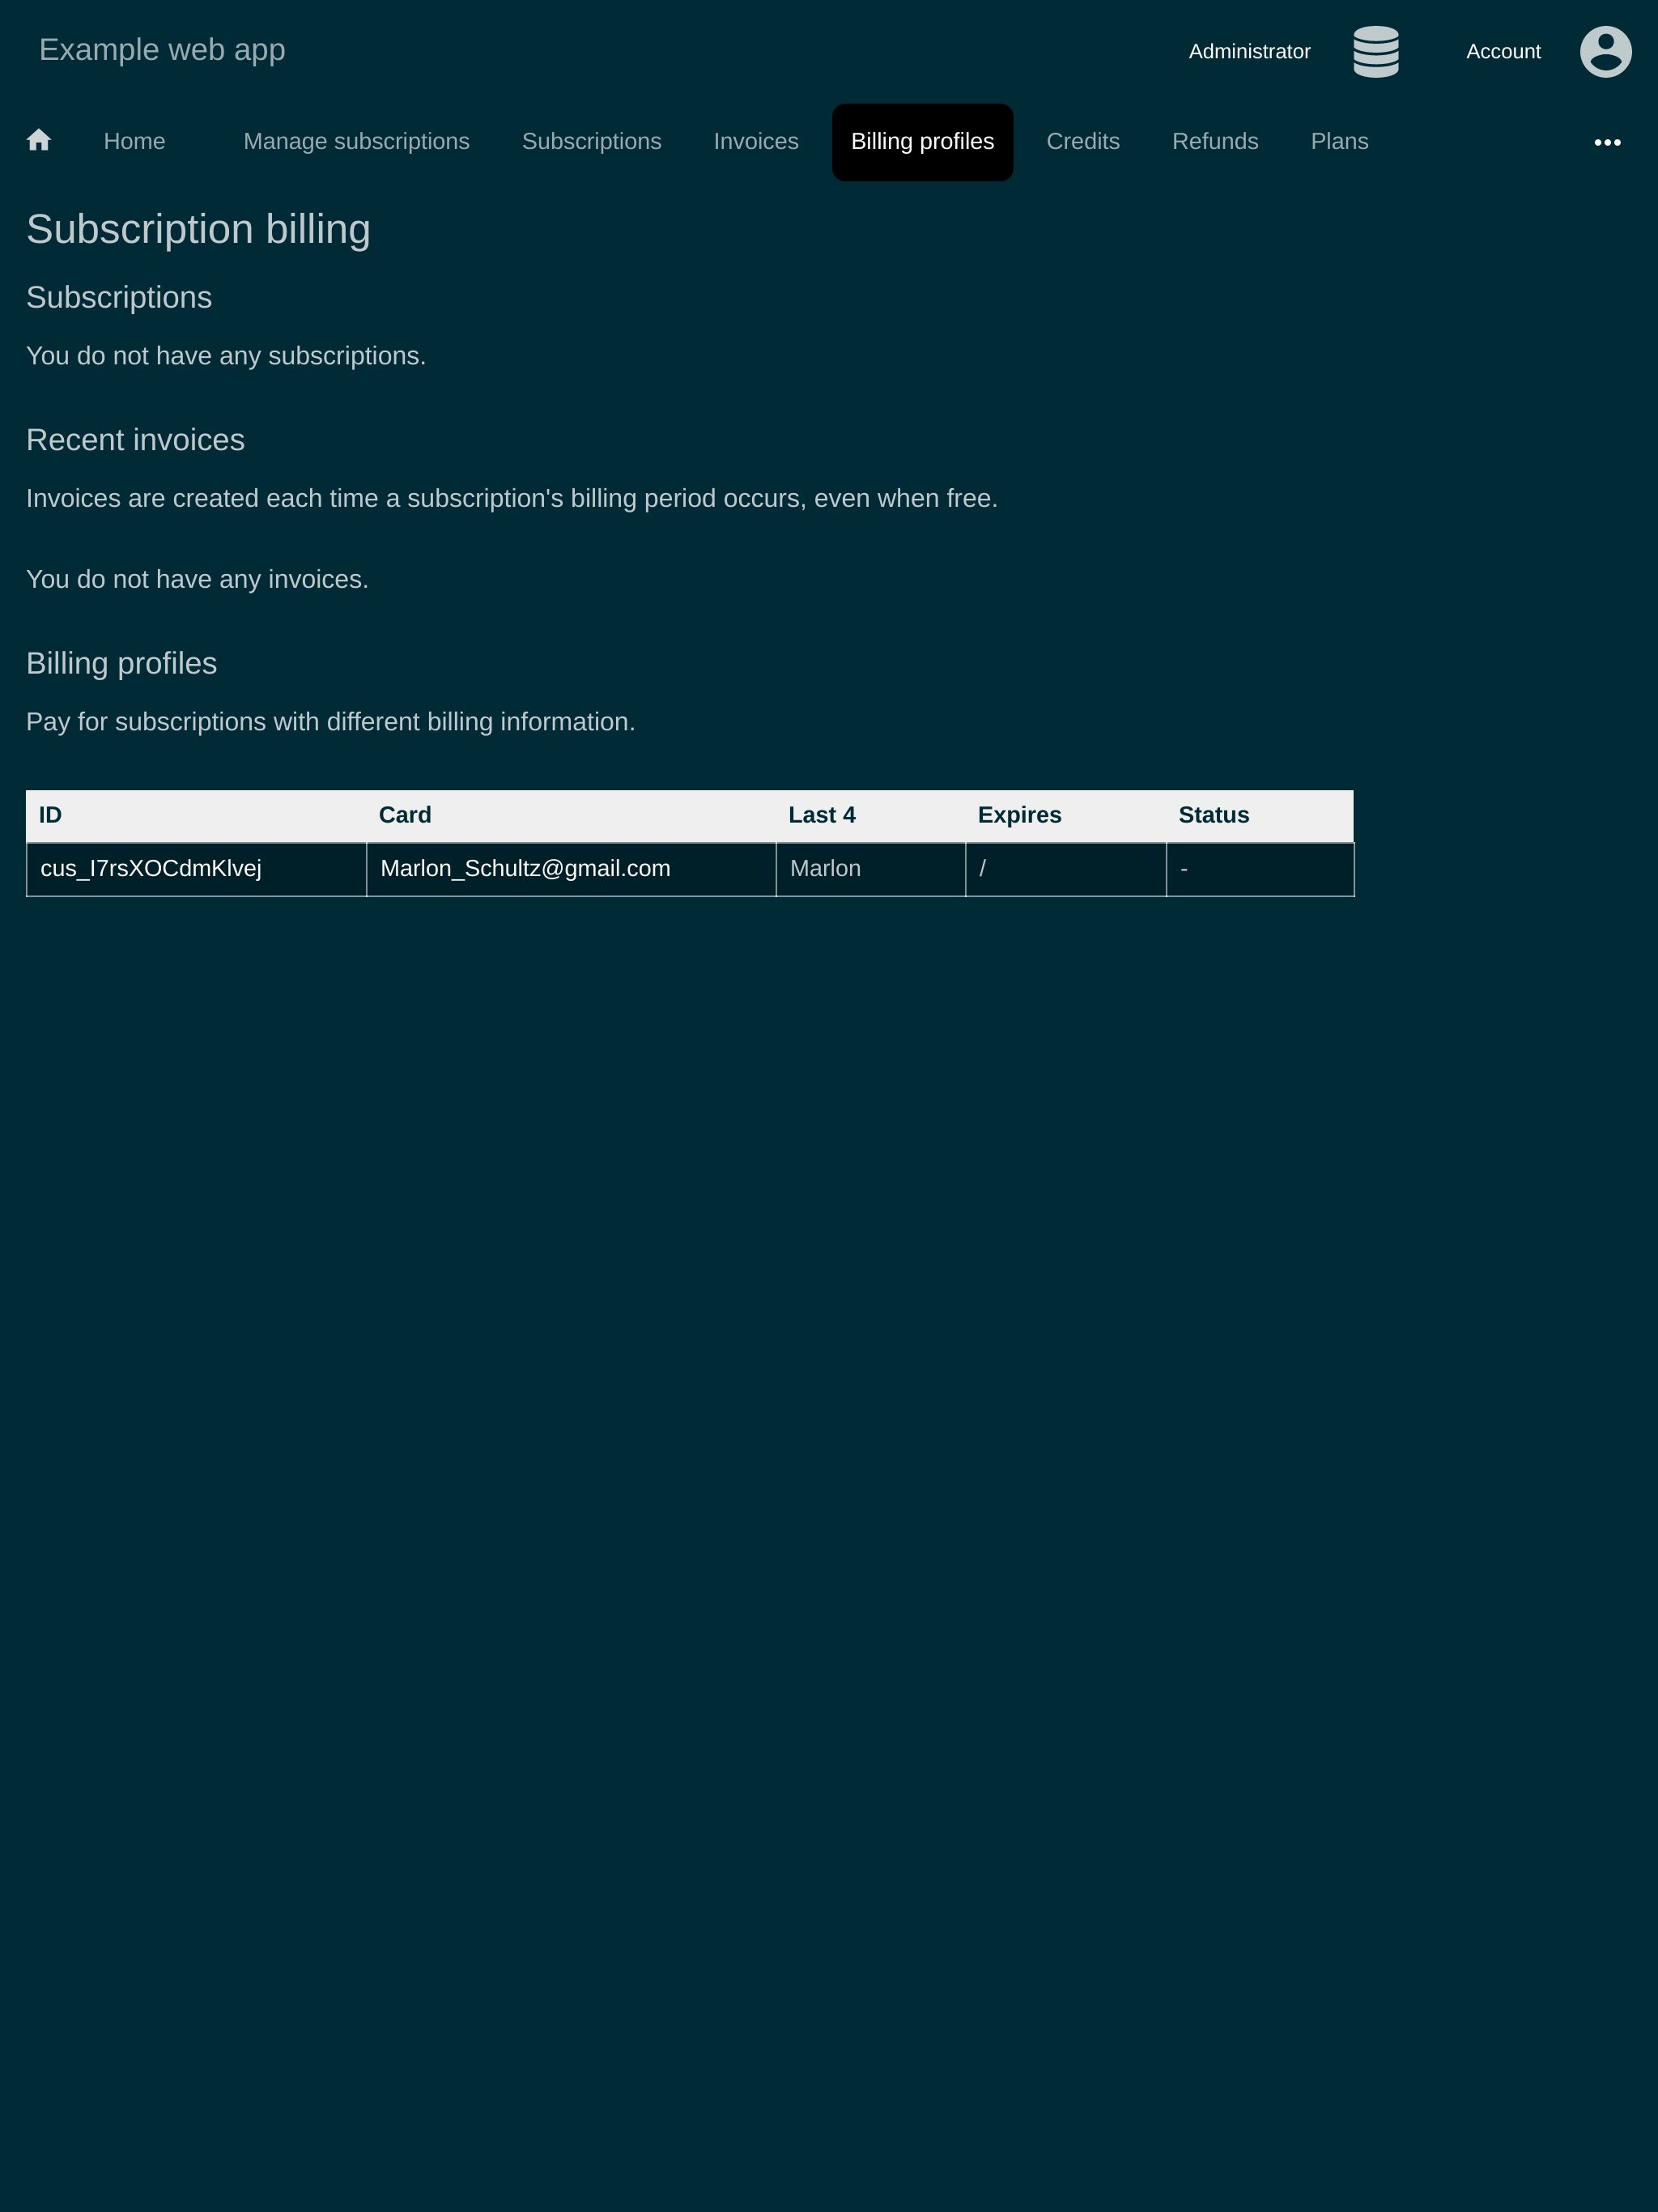 Example web app
Administrator
Account
Home Manage subscriptions Subscriptions Invoices Billing profiles Credits Refunds Plans
Subscription billing
Subscriptions
You do not have any subscriptions.
Recent invoices
Invoices are created each time a subscription's billing period occurs, even when free.
You do not have any invoices.
Billing profiles
Pay for subscriptions with different billing information.
ID Card Last 4 Expires Status
cus_I7rsXOCdmKlvej Marlon_Schultz@gmail.com Marlon / -